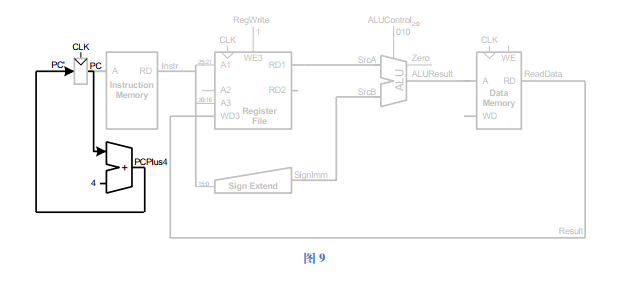 RegWrite
ALUControl2:0
1
010
CLK
CLK
CLK
PC'
PC
A
RD
Instruction
Memory
Instr
25:21
A1
WE3
RD1
A2
RD2
20:16
A3
WD3
Register
File
SrcA
Zero
ALU
ALUResult
SrcB
WE
A
RD
Data
Memory
WD
ReadData
+
PCPlus4
4
15:0
Sign Extend
SignImm
Result
图 9